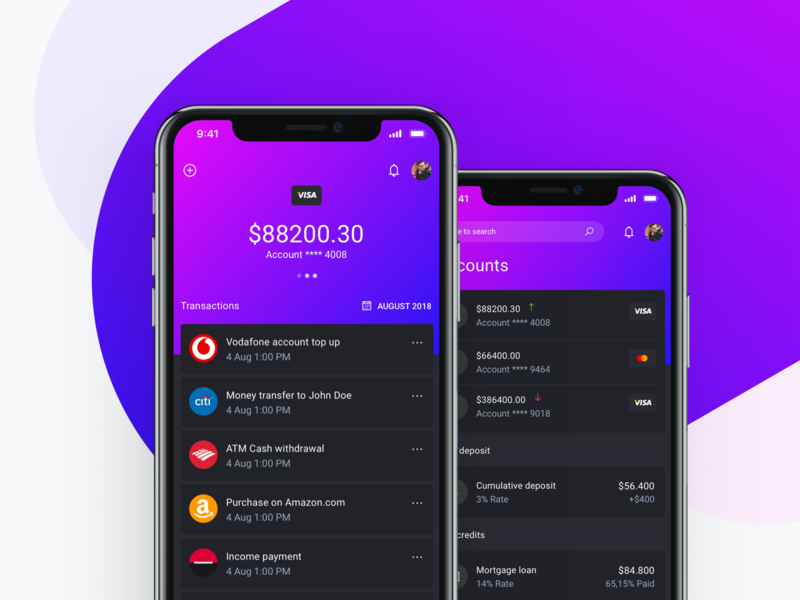 9:41
VISA
$88200.30
Account **** 4008
Transactions
AUGUST 2018
Vodafone account top up
4 Aug 1:00 PM
citi
Money transfer to John Doe
4 Aug 1:00 PM
ATM Cash withdrawal
4 Aug 1:00 PM
a
Purchase on Amazon.com
4 Aug 1:00 PM
Income payment
4 Aug 1:00 PM
41
e to search
counts
$88200.30
Account **** 4008
VISA
$66400.00
Account **** 9464
$386400.00
Account **** 9018
VISA
deposit
Cumulative deposit
$56.400
3% Rate
+$400
credits
Mortgage loan
$84.800
14% Rate
65,15% Paid